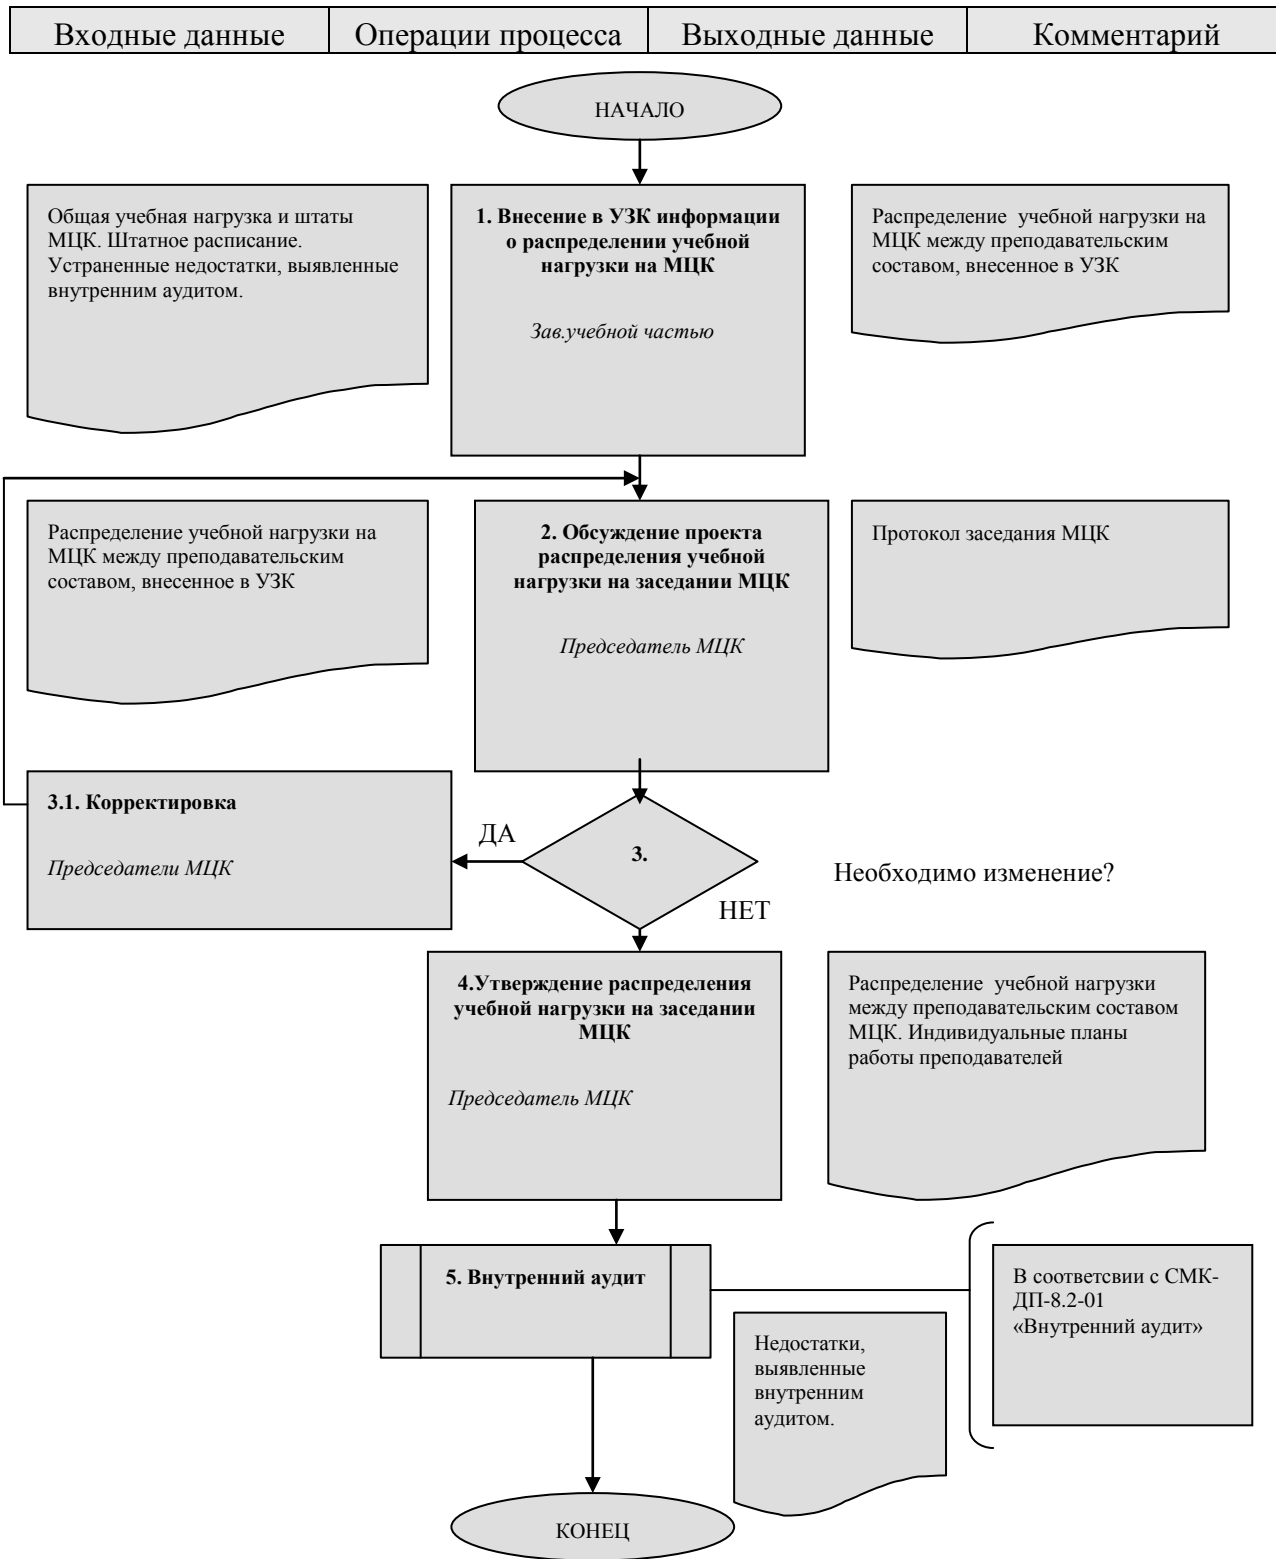 Входные данные
Операции процесса
Выходные данные
Комментарий
НАЧАЛО
Общая учебная нагрузка и штаты
МЦК. Штатное расписание.
Устраненные недостатки, выявленные
внутренним аудитом.
1. Внесение в УЗК информации
о распределении учебной
нагрузки на МЦК
Зав.учебной частью
Распределение учебной нагрузки на
МЦК между преподавательским
составом, внесенное в УЗК
Распределение учебной нагрузки на
МЦК между преподавательским
составом, внесенное в УЗК
2. Обсуждение проекта
распределения учебной
нагрузки на заседании МЦК
Председатель МЦК
Протокол заседания МЦК
3.1. Корректировка
Председатели МЦК
ДА
3.
Необходимо изменение?
НЕТ
4.Утверждение распределения
учебной нагрузки на заседании
МЦК
Председатель МЦК
Распределение учебной нагрузки
между преподавательским составом
МЦК. Индивидуальные планы
работы преподавателей
5. Внутренний аудит
В соответсвии с СМК-
ДП-8.2-01
«Внутренний аудит»
Недостатки,
выявленные
внутренним
аудитом.
КОНЕЦ